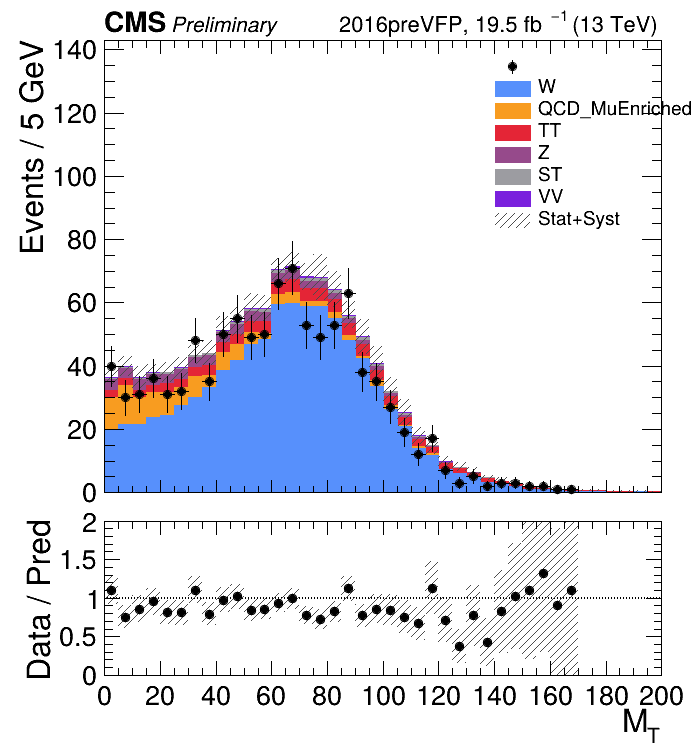 CMS Preliminary 2016preVFP, 19.5 fb⁻¹ (13 TeV)
Events / 5 GeV
140
120
100
80
60
40
20
0
W
QCD_MuEnriched
TT
Z
ST
VV
Stat+Syst
Data / Pred
2
1.5
1
0.5
0
0 20 40 60 80 100 120 140 160 180 200
M_T